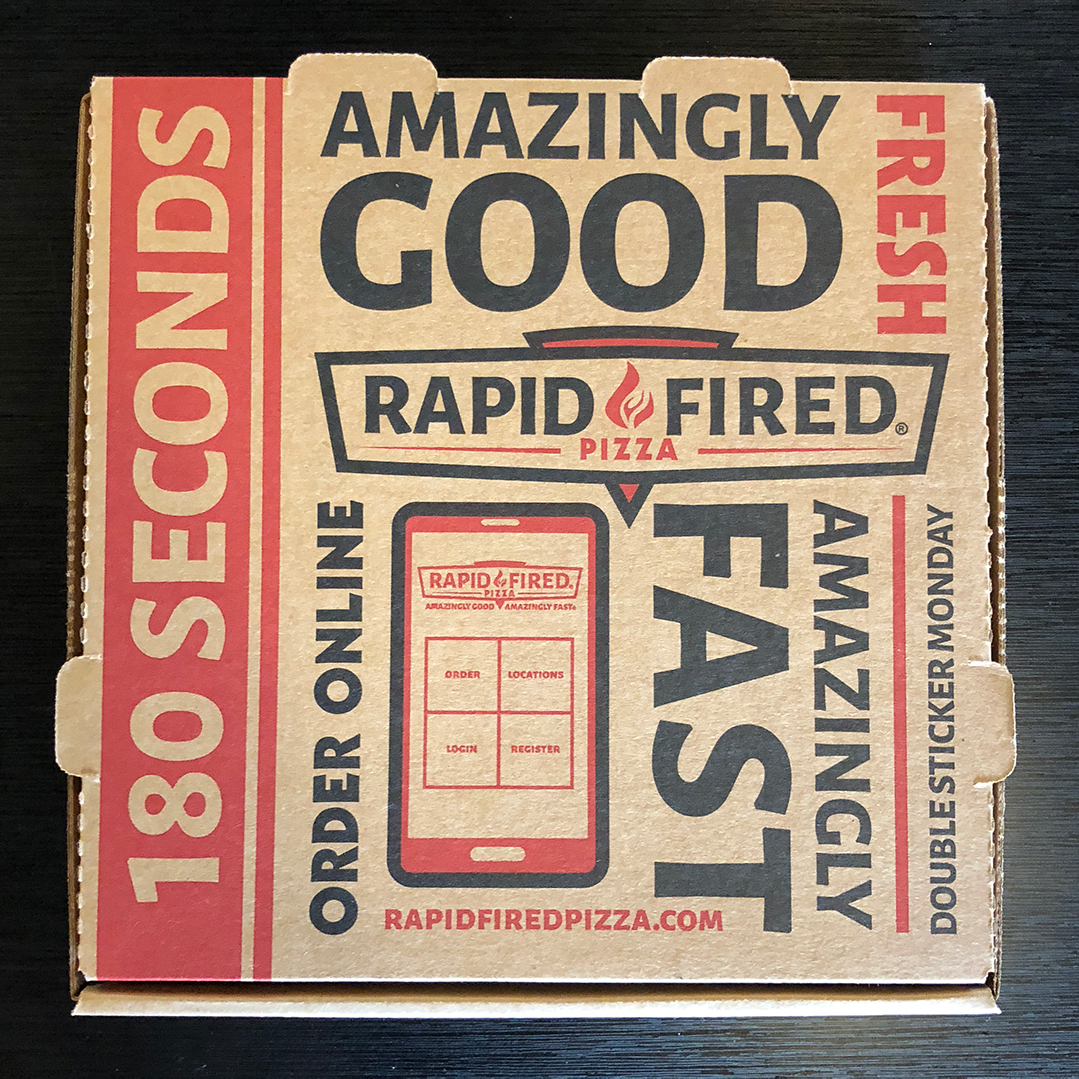 180 SECONDS
AMAZINGLY
GOOD
FRESH
RAPID FIRED®
PIZZA
ORDER ONLINE
RAPID FIRED®
PIZZA
AMAZINGLY GOOD AMAZINGLY FAST®
ORDER
LOCATIONS
LOGIN
REGISTER
RAPIDFIREDPIZZA.COM
AMAZINGLY
FAST
DOUBLE STICKER MONDAY